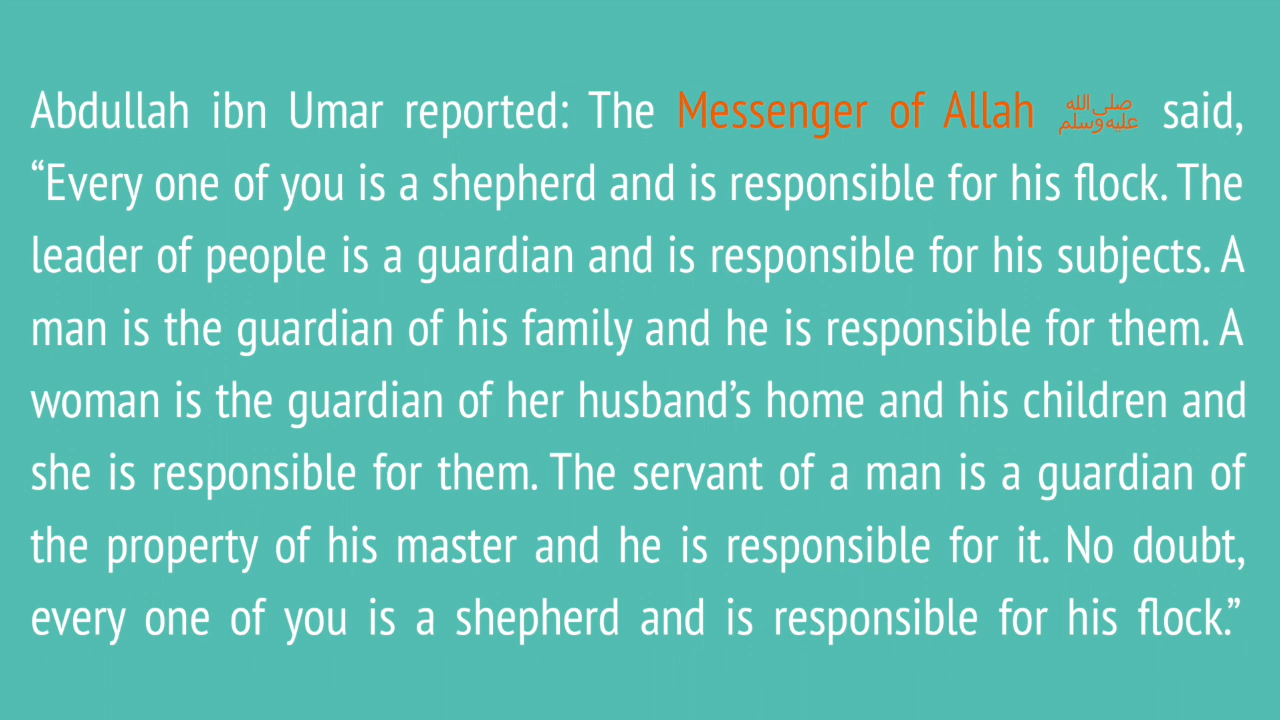 Abdullah ibn Umar reported: The Messenger of Allah ﷺ said,
“Every one of you is a shepherd and is responsible for his flock. The
leader of people is a guardian and is responsible for his subjects. A
man is the guardian of his family and he is responsible for them. A
woman is the guardian of her husband’s home and his children and
she is responsible for them. The servant of a man is a guardian of
the property of his master and he is responsible for it. No doubt,
every one of you is a shepherd and is responsible for his flock.”